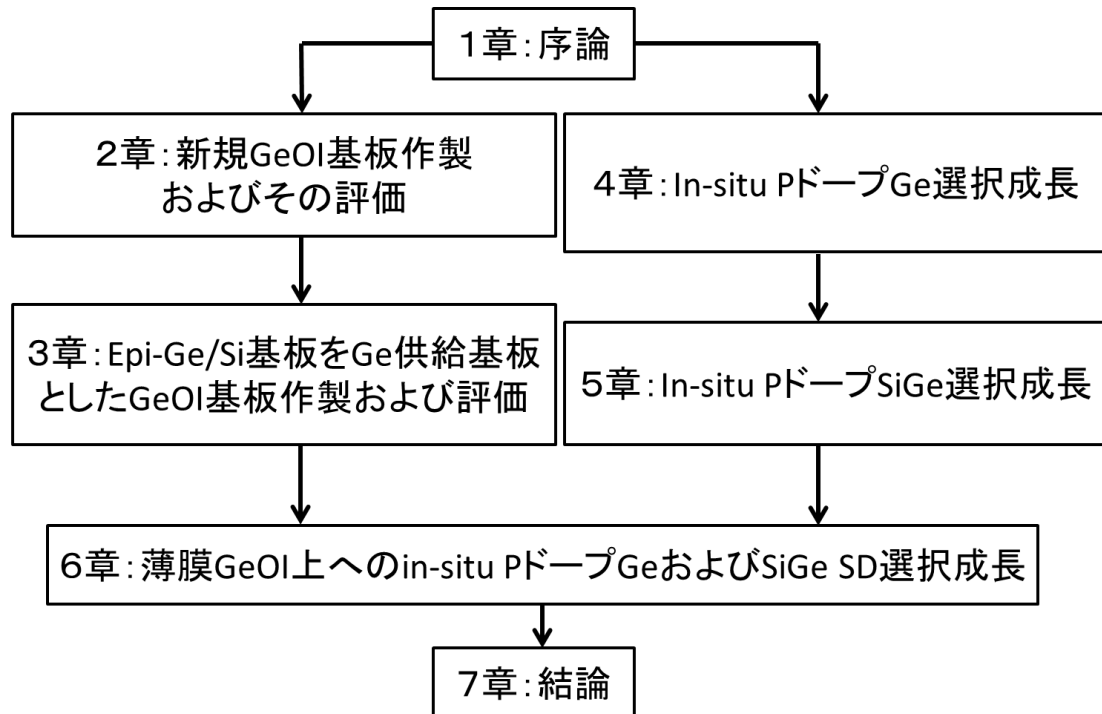 1章：序論
2章：新規GeOI基板作製
およびその評価
3章：Epi-Ge/Si基板をGe供給基板
としたGeOI基板作製および評価
4章：In-situ PドープGe選択成長
5章：In-situ PドープSiGe選択成長
6章：薄膜GeOI上へのin-situ PドープGeおよびSiGe SD選択成長
7章：結論